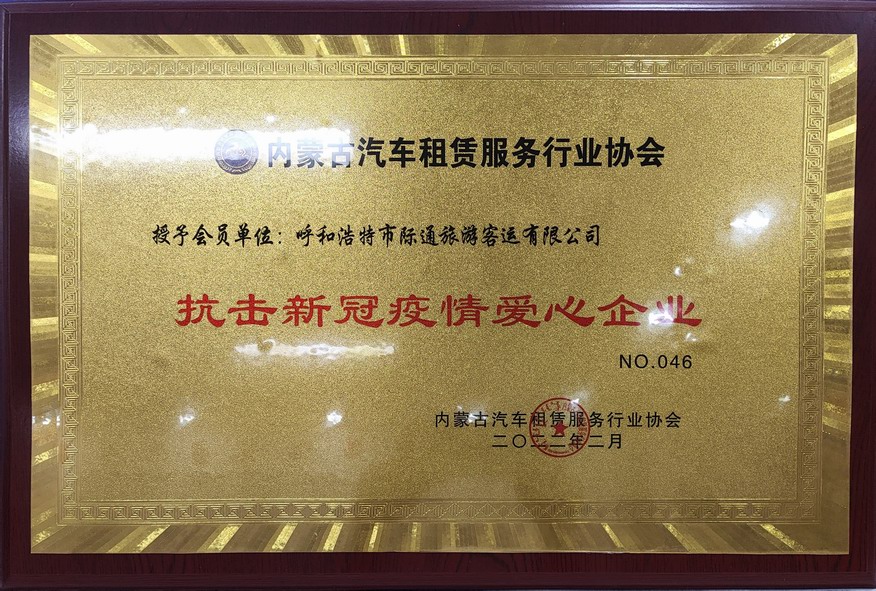 内蒙古汽车租赁服务行业协会
授予会员单位：呼和浩特市际通旅游客运有限公司
抗击新冠疫情爱心企业
NO.046
内蒙古汽车租赁服务行业协会
二〇二二年二月